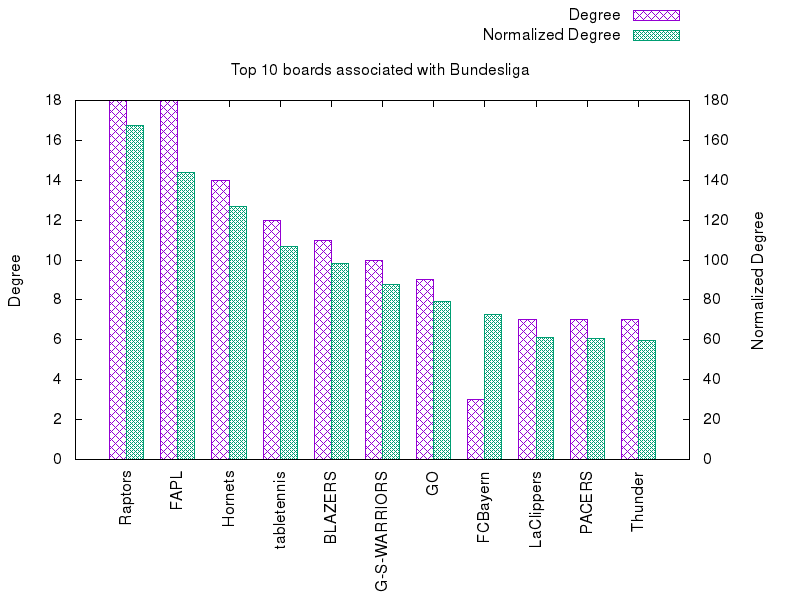 Degree
Normalized Degree
Top 10 boards associated with Bundesliga
18
16
14
12
10
8
6
4
2
0
Degree
180
160
140
120
100
80
60
40
20
0
Normalized Degree
Raptors
FAPL
Hornets
tabletennis
BLAZERS
G-S-WARRIORS
GO
FCBayern
LaClippers
PACERS
Thunder